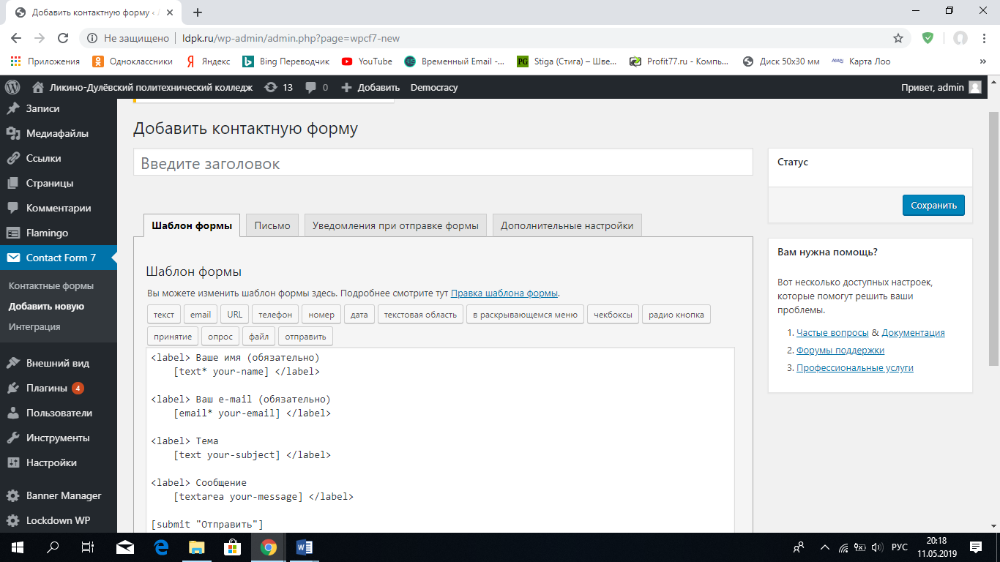 Добавить контактную форму ‹ Л
Не защищено | ldpk.ru/wp-admin/admin.php?page=wpcf7-new
Приложения Одноклассники Яндекс Bing Переводчик YouTube Временный Email -... Stiga (Стига) – Шве... Profit77.ru - Компь... Диск 50x30 мм Карта Лоо »
Ликино-Дулёвский политехнический колледж 13 0 Добавить Democracy Привет, admin
Записи
Медиафайлы
Ссылки
Страницы
Комментарии
Flamingo
Contact Form 7
Контактные формы
Добавить новую
Интеграция
Внешний вид
Плагины 4
Пользователи
Инструменты
Настройки
Banner Manager
Lockdown WP
Добавить контактную форму
Введите заголовок
Шаблон формы Письмо Уведомления при отправке формы Дополнительные настройки
Шаблон формы
Вы можете изменить шаблон формы здесь. Подробнее смотрите тут Правка шаблона формы.
текст email URL телефон номер дата текстовая область в раскрывающемся меню чекбоксы радио кнопка
принятие опрос файл отправить
<label> Ваше имя (обязательно)
[text* your-name] </label>
<label> Ваш e-mail (обязательно)
[email* your-email] </label>
<label> Тема
[text your-subject] </label>
<label> Сообщение
[textarea your-message] </label>
[submit "Отправить"]
Статус
Сохранить
Вам нужна помощь?
Вот несколько доступных настроек,
которые помогут решить ваши
проблемы.
1. Частые вопросы & Документация
2. Форумы поддержки
3. Профессиональные услуги
РУС
20:18
11.05.2019